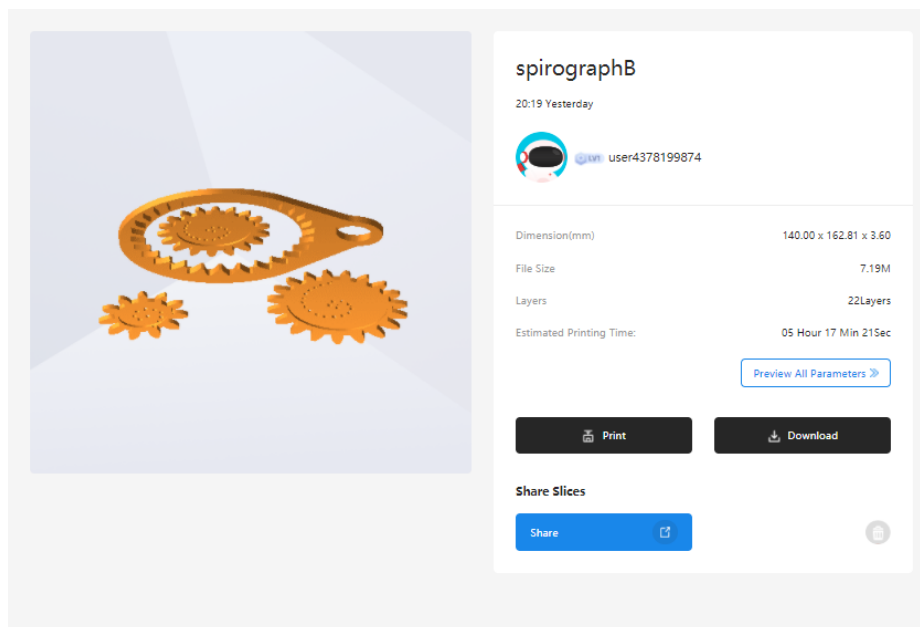 spirographB
20:19 Yesterday
LV1 user4378199874
Dimension(mm) 140.00 x 162.81 x 3.60
File Size 7.19M
Layers 22Layers
Estimated Printing Time: 05 Hour 17 Min 21Sec
Preview All Parameters
Print Download
Share Slices
Share